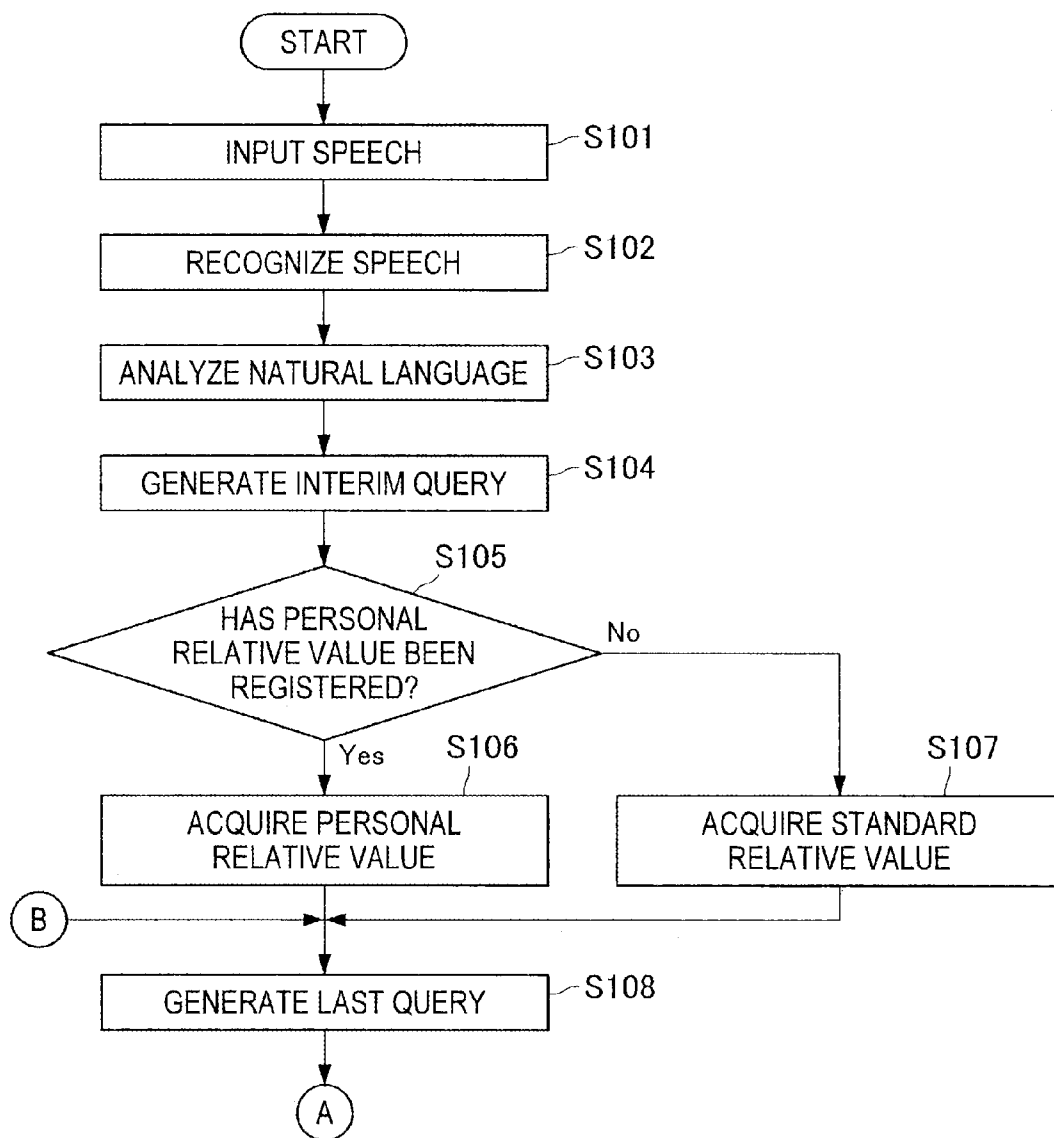 START
INPUT SPEECH
S101
RECOGNIZE SPEECH
S102
ANALYZE NATURAL LANGUAGE
S103
GENERATE INTERIM QUERY
S104
S105
HAS PERSONAL
RELATIVE VALUE BEEN
REGISTERED?
No
Yes
S106
S107
ACQUIRE PERSONAL
RELATIVE VALUE
ACQUIRE STANDARD
RELATIVE VALUE
B
GENERATE LAST QUERY
S108
A